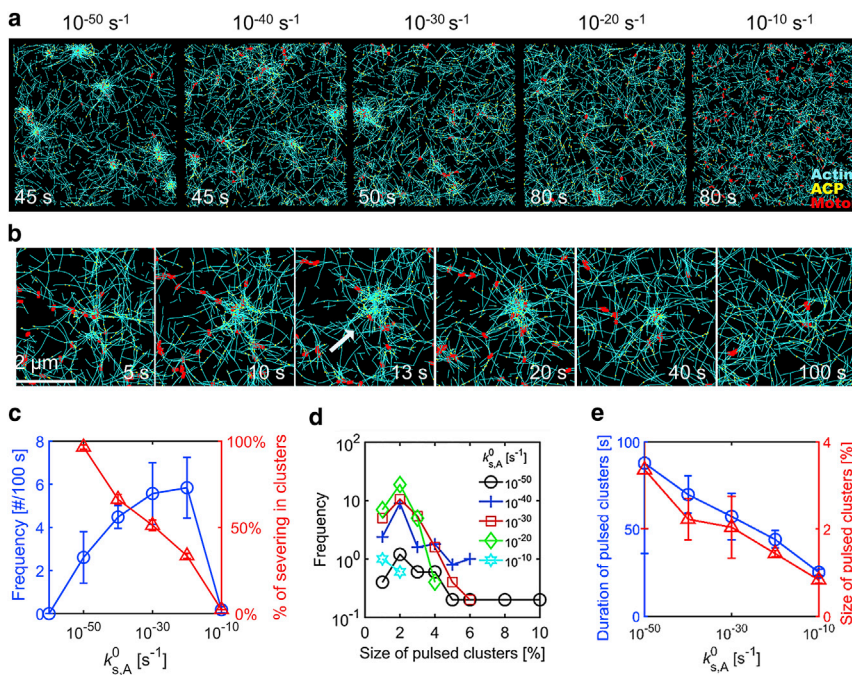 a
10⁻⁵⁰ s⁻¹ 10⁻⁴⁰ s⁻¹ 10⁻³⁰ s⁻¹ 10⁻²⁰ s⁻¹ 10⁻¹⁰ s⁻¹
Actin
ACP
Moto
45 s 45 s 50 s 80 s 80 s
b
2 μm
5 s 10 s 13 s 20 s 40 s 100 s
c
Frequency [#/100 s]
8
6
4
2
0
100%
50%
0%
% of severing in clusters
10⁻⁵⁰ 10⁻³⁰ 10⁻¹⁰
k⁰s,A [s⁻¹]
d
Frequency
10²
10¹
10⁰
10⁻¹
k⁰s,A [s⁻¹]
10⁻⁵⁰
10⁻⁴⁰
10⁻³⁰
10⁻²⁰
10⁻¹⁰
0 2 4 6 8 10
Size of pulsed clusters [%]
e
Duration of pulsed clusters [s]
100
50
0
4
2
0
Size of pulsed clusters [%]
10⁻⁵⁰ 10⁻³⁰ 10⁻¹⁰
k⁰s,A [s⁻¹]